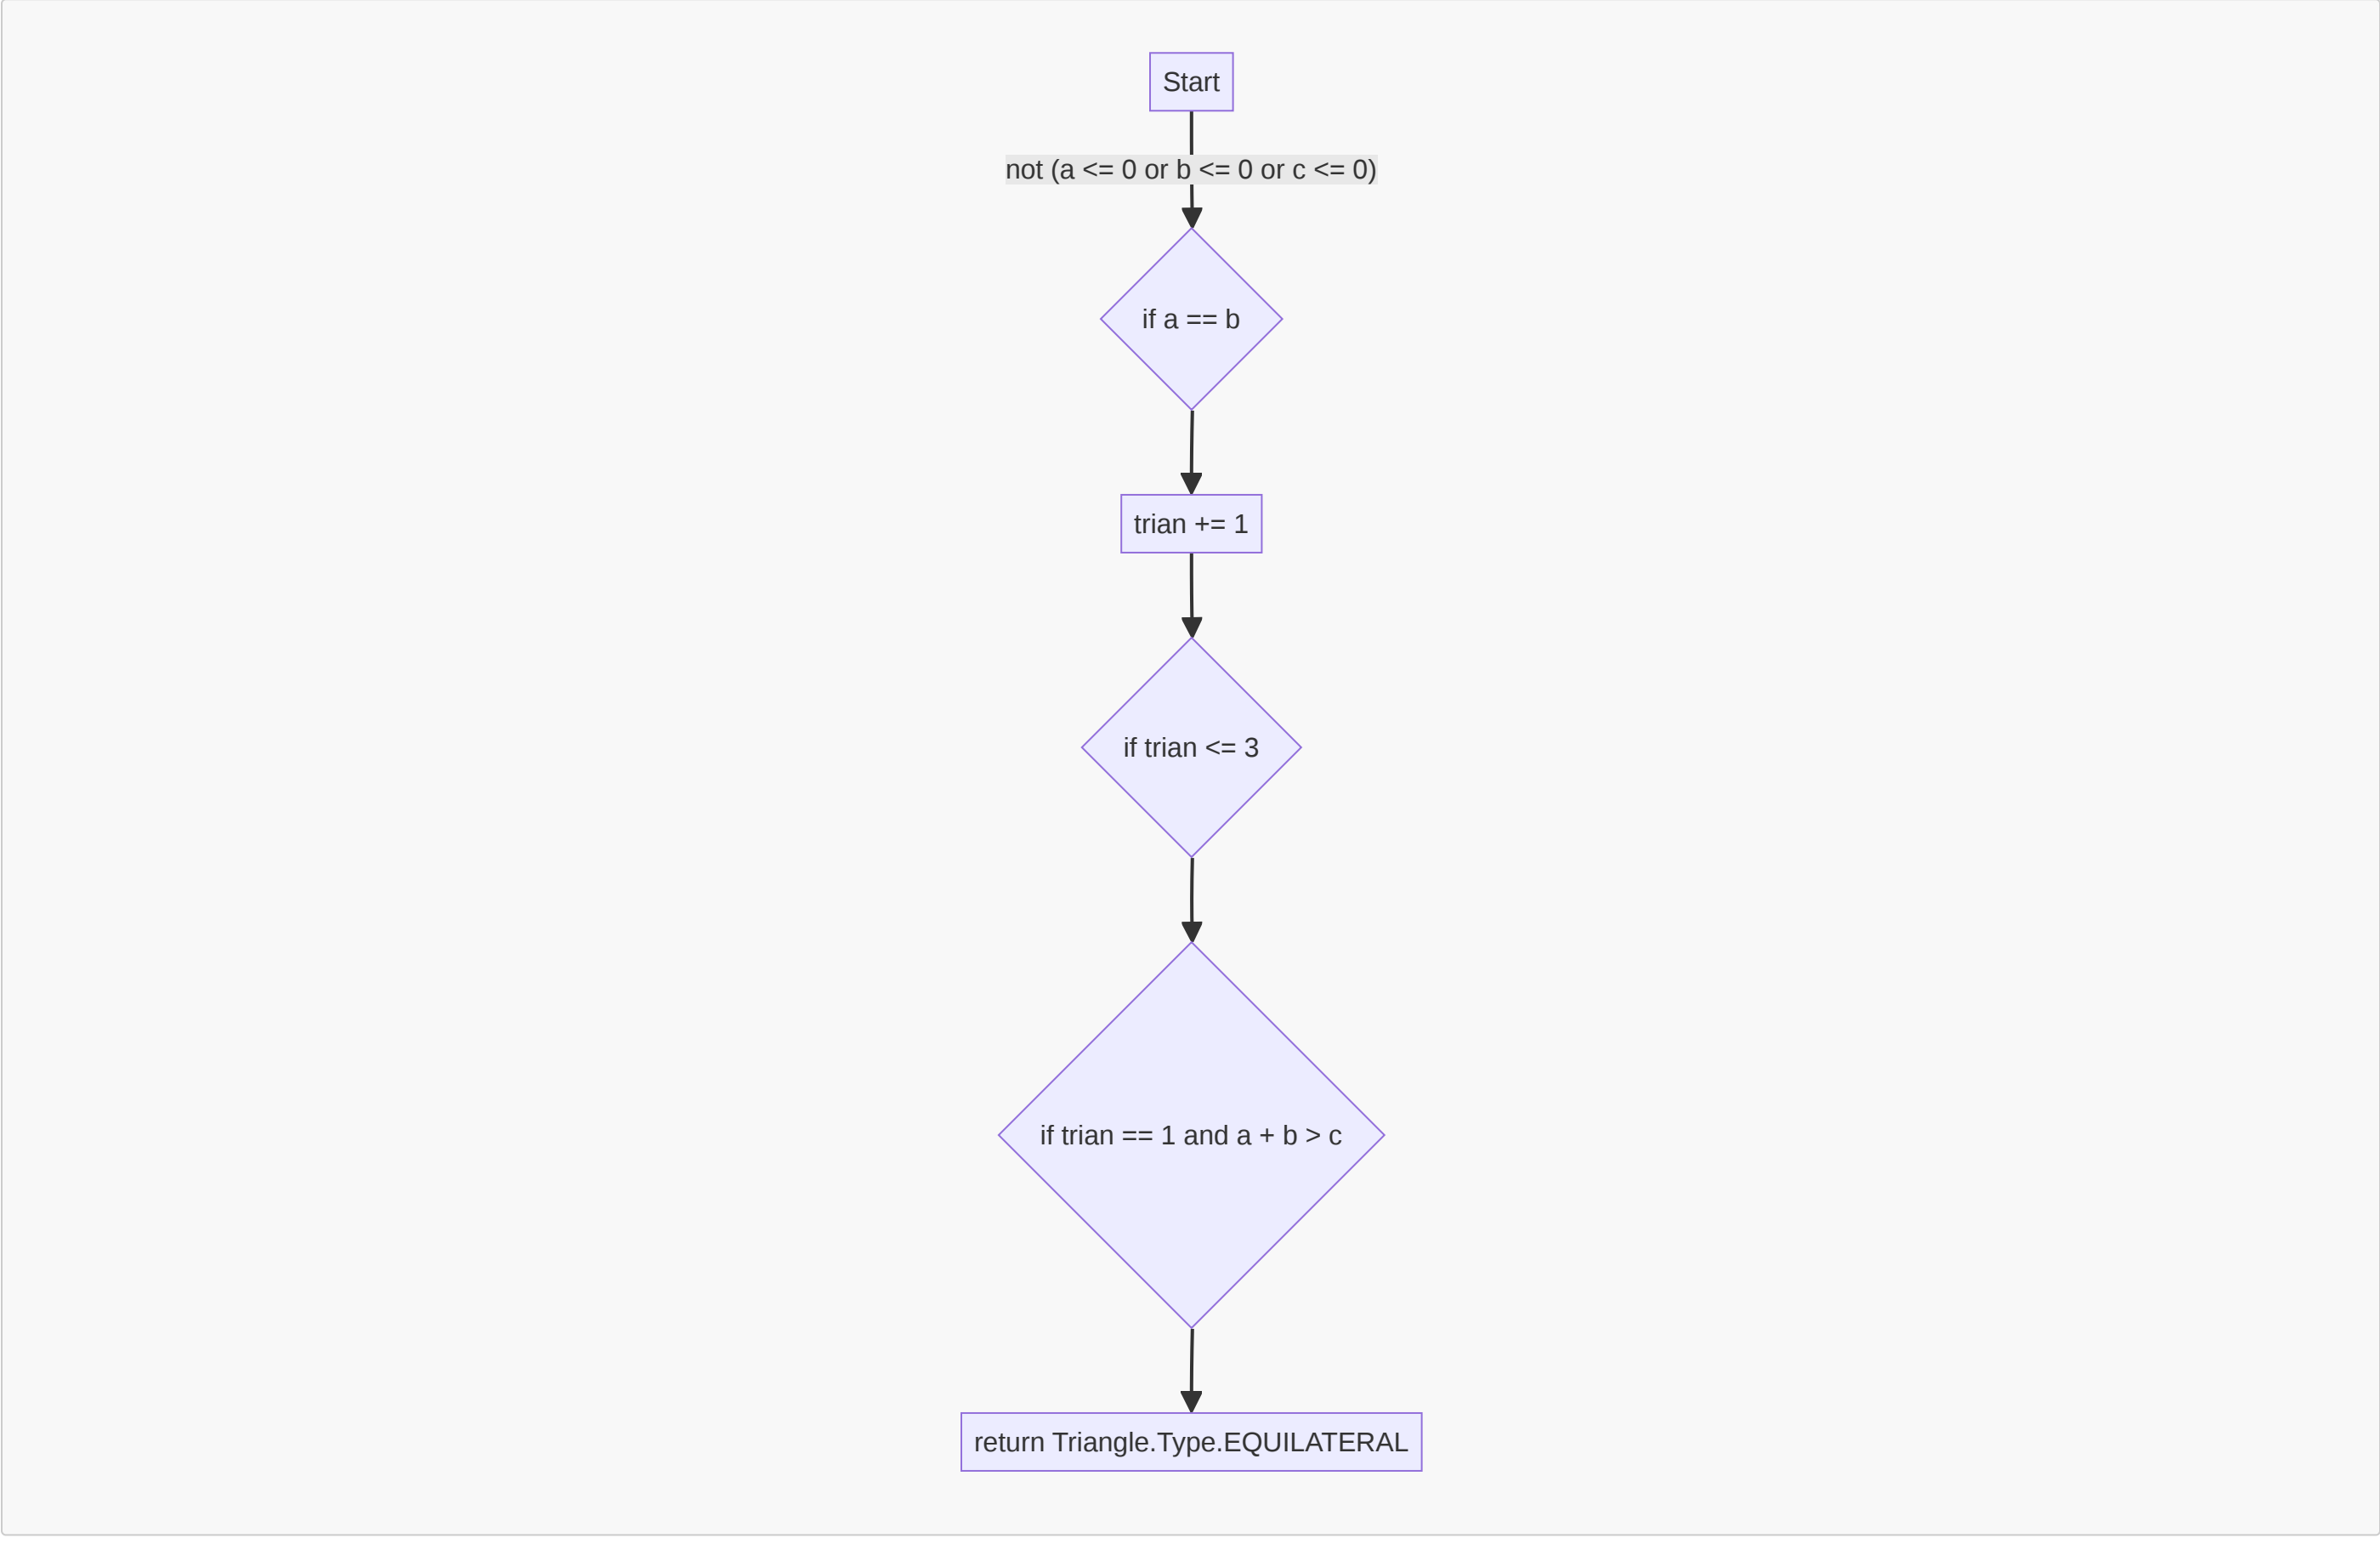 Start
not (a <= 0 or b <= 0 or c <= 0)
if a == b
trian += 1
if trian <= 3
if trian == 1 and a + b > c
return Triangle.Type.EQUILATERAL